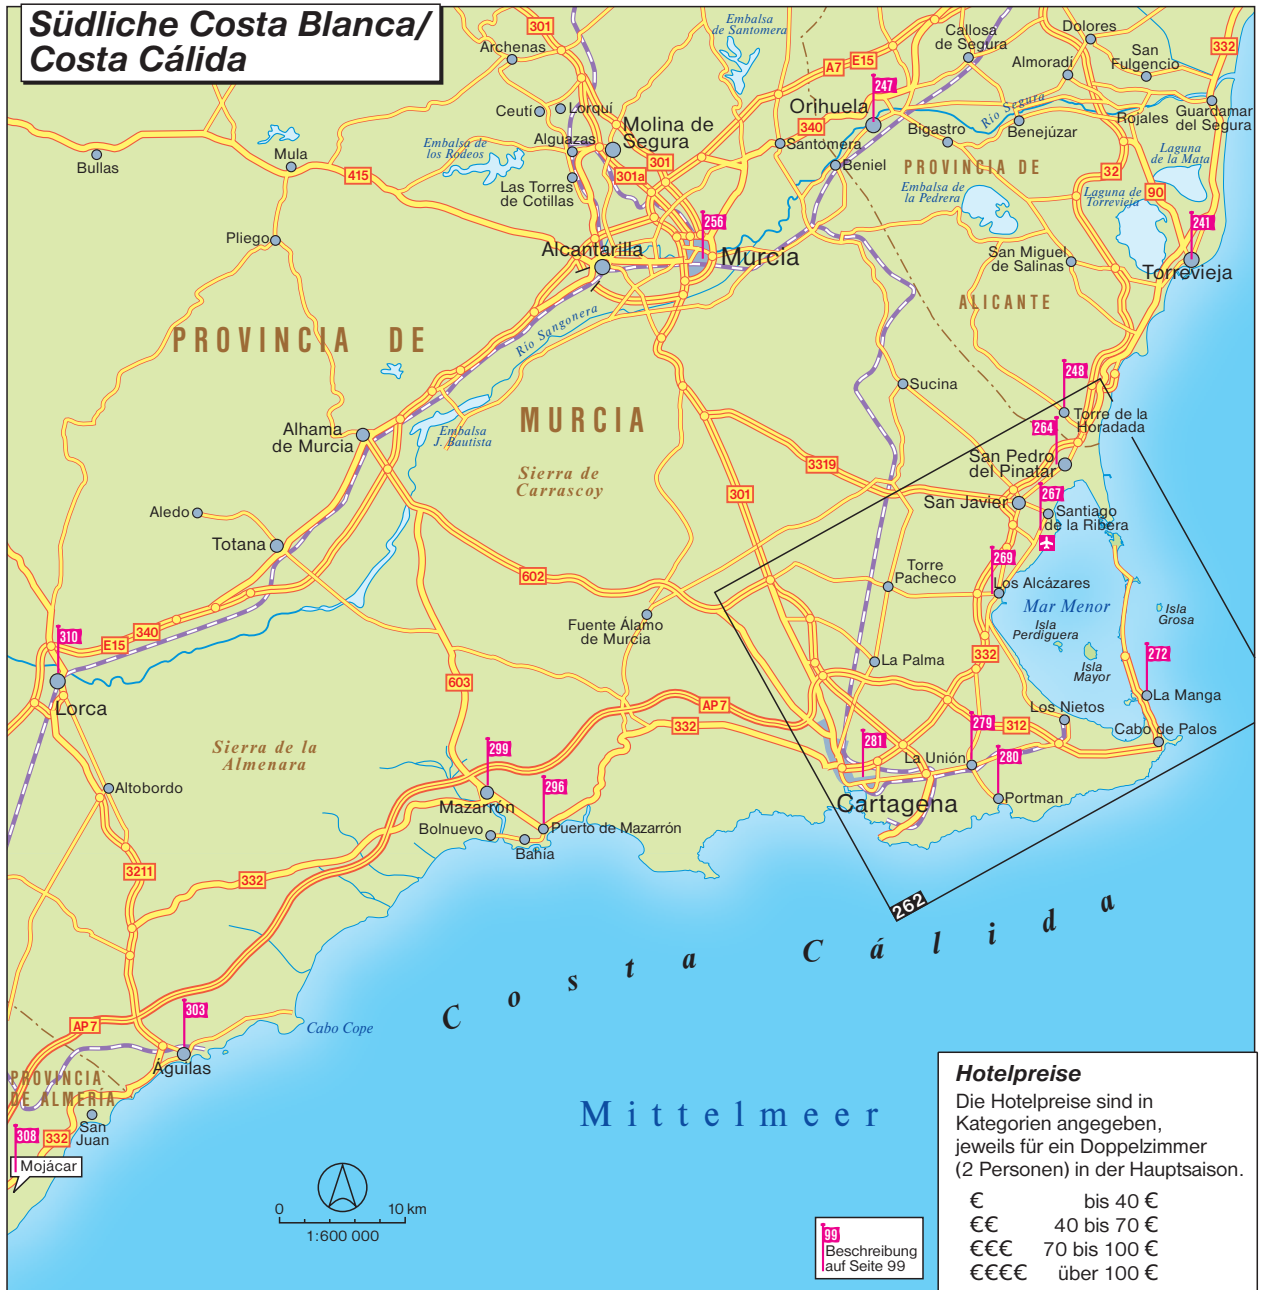 Südliche Costa Blanca/
Costa Cálida
301
Archenas
Embalsa
de Santomera
Callosa
de Segura
Dolores
San
Fulgencio
332
A7
E15
247
Almoradí
Ceutí
Lorquí
Orihuela
Río Segura
Guardamar
del Segura
Rojales
Molina de
Segura
340
Bigastro
Benejúzar
Embalsa de
los Rodeos
Alguazas
Santomera
Bullas
Mula
415
301
301a
Beniel
PROVINCIA DE
Laguna
de la Mata
32
Las Torres
de Cotillas
Embalsa de
la Pedrera
Laguna de
Torrevieja
90
256
241
Pliego
Alcantarilla
Murcia
San Miguel
de Salinas
Torrevieja
ALICANTE
Río Sangonera
PROVINCIA DE
248
Sucina
MURCIA
Torre de la
Horadada
264
Alhama
de Murcia
Embalsa
J. Bautista
San Pedro
del Pinatar
3319
Sierra de
Carrascoy
301
267
San Javier
Santiago
de la Ribera
Aledo
Totana
269
Torre
Pacheco
602
Los Alcázares
Mar Menor
Isla
Grosa
Fuente Álamo
de Murcia
Isla
Perdiguera
310
340
E15
332
272
La Palma
Isla
Mayor
603
La Manga
Lorca
AP7
Los Nietos
332
279
312
Cabo de Palos
Sierra de la
Almenara
299
281
280
La Unión
Altobordo
296
Portman
Mazarrón
Cartagena
Bolnuevo
Puerto de Mazarrón
Bahía
3211
332
262
Costa Cálida
303
AP7
Cabo Cope
Águilas
PROVINCIA
DE ALMERÍA
San
Juan
308
332
Mojácar
Mittelmeer
0 10 km
1:600 000
99
Beschreibung
auf Seite 99
Hotelpreise
Die Hotelpreise sind in
Kategorien angegeben,
jeweils für ein Doppelzimmer
(2 Personen) in der Hauptsaison.
€ bis 40 €
€€ 40 bis 70 €
€€€ 70 bis 100 €
€€€€ über 100 €